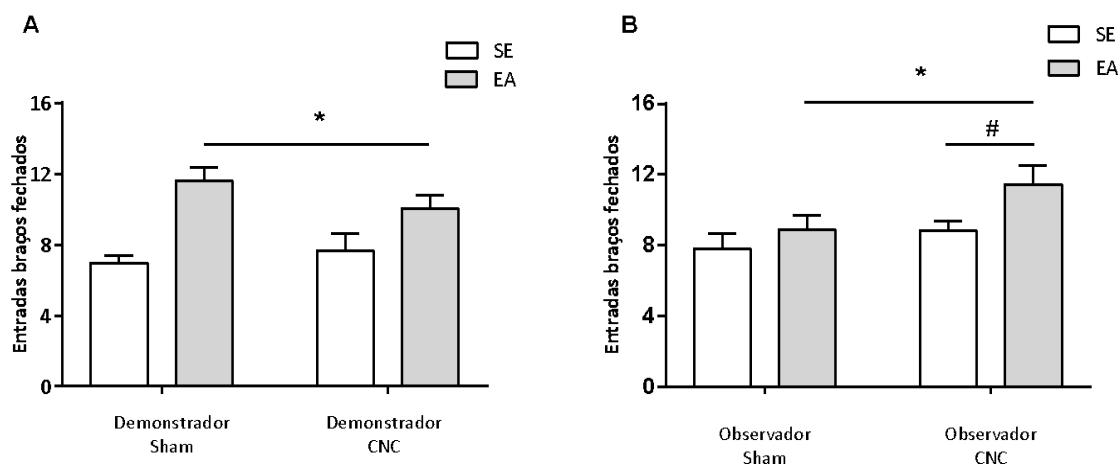 A
SE
EA
Entradas braços fechados
16
12
8
4
0
*
Demonstrador
Sham
Demonstrador
CNC
B
SE
EA
Entradas braços fechados
16
12
8
4
0
*
#
Observador
Sham
Observador
CNC